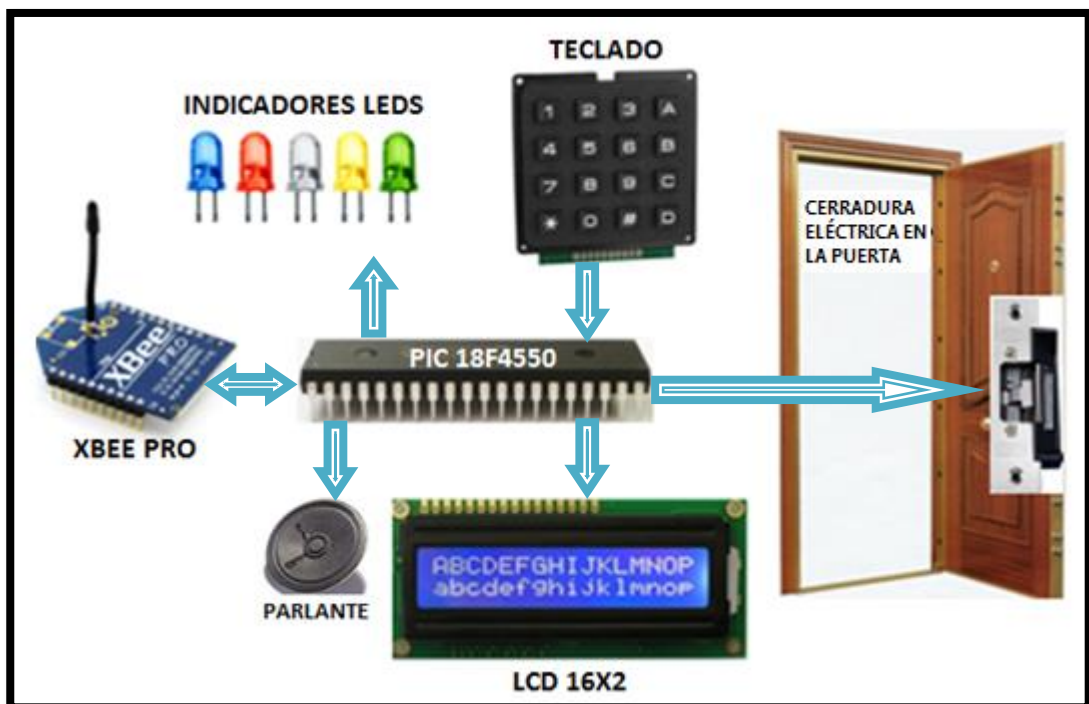 TECLADO
INDICADORES LEDS
1 2 3 A
4 5 6 B
7 8 9 C
* 0 # D
CERRADURA
ELÉCTRICA EN
LA PUERTA
XBee
PRO
PIC 18F4550
XBEE PRO
ABCDEFGHIJKLMNOP
abcdefghijklmnop
PARLANTE
LCD 16X2